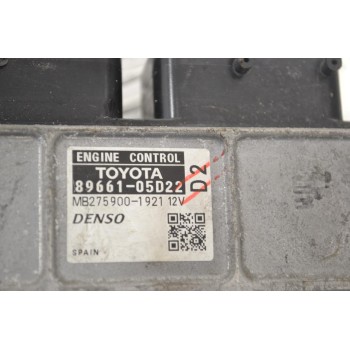 ENGINE CONTROL
TOYOTA
89661-05D22
D2
MB275900-1921 12V
DENSO
SPAIN